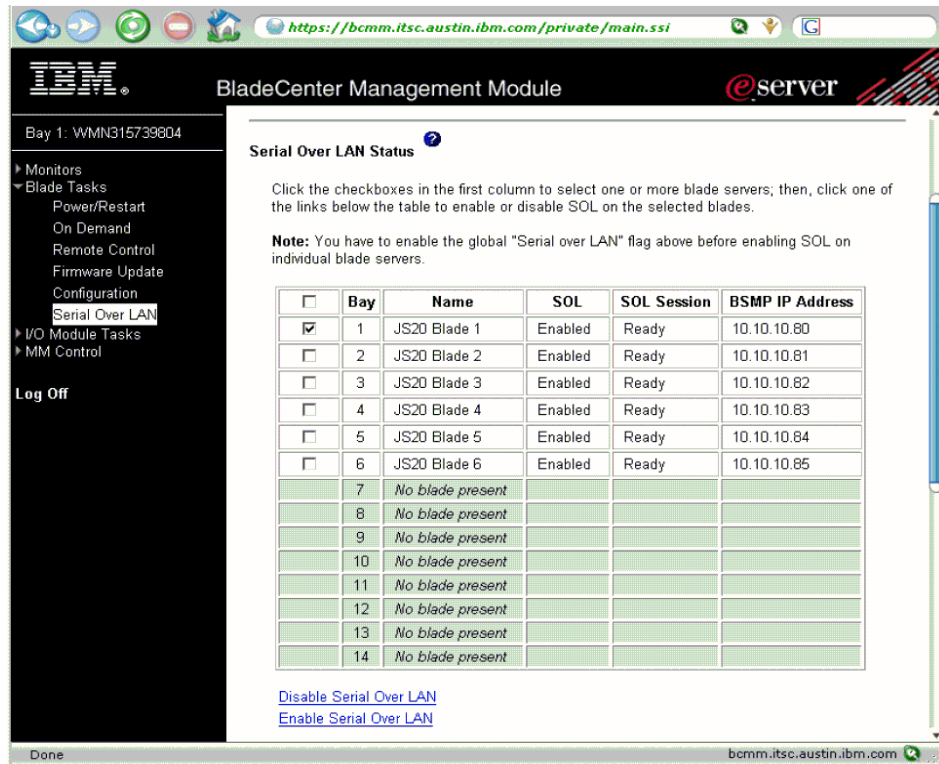 https://bcmm.itsc.austin.ibm.com/private/main.ssi
G
IBM® BladeCenter Management Module @server
Bay 1: WMN315739804
Monitors
Blade Tasks
Power/Restart
On Demand
Remote Control
Firmware Update
Configuration
Serial Over LAN
I/O Module Tasks
MM Control
Log Off
Serial Over LAN Status ?
Click the checkboxes in the first column to select one or more blade servers; then, click one of
the links below the table to enable or disable SOL on the selected blades.
Note: You have to enable the global "Serial over LAN" flag above before enabling SOL on
individual blade servers.
Bay Name SOL SOL Session BSMP IP Address
1 JS20 Blade 1 Enabled Ready 10.10.10.80
2 JS20 Blade 2 Enabled Ready 10.10.10.81
3 JS20 Blade 3 Enabled Ready 10.10.10.82
4 JS20 Blade 4 Enabled Ready 10.10.10.83
5 JS20 Blade 5 Enabled Ready 10.10.10.84
6 JS20 Blade 6 Enabled Ready 10.10.10.85
7 No blade present
8 No blade present
9 No blade present
10 No blade present
11 No blade present
12 No blade present
13 No blade present
14 No blade present
Disable Serial Over LAN
Enable Serial Over LAN
Done bcmm.itsc.austin.ibm.com